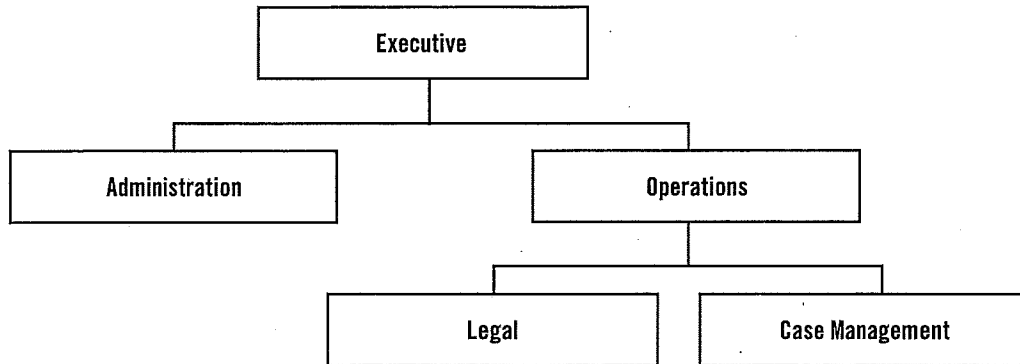 Executive
Administration
Operations
Legal
Case Management